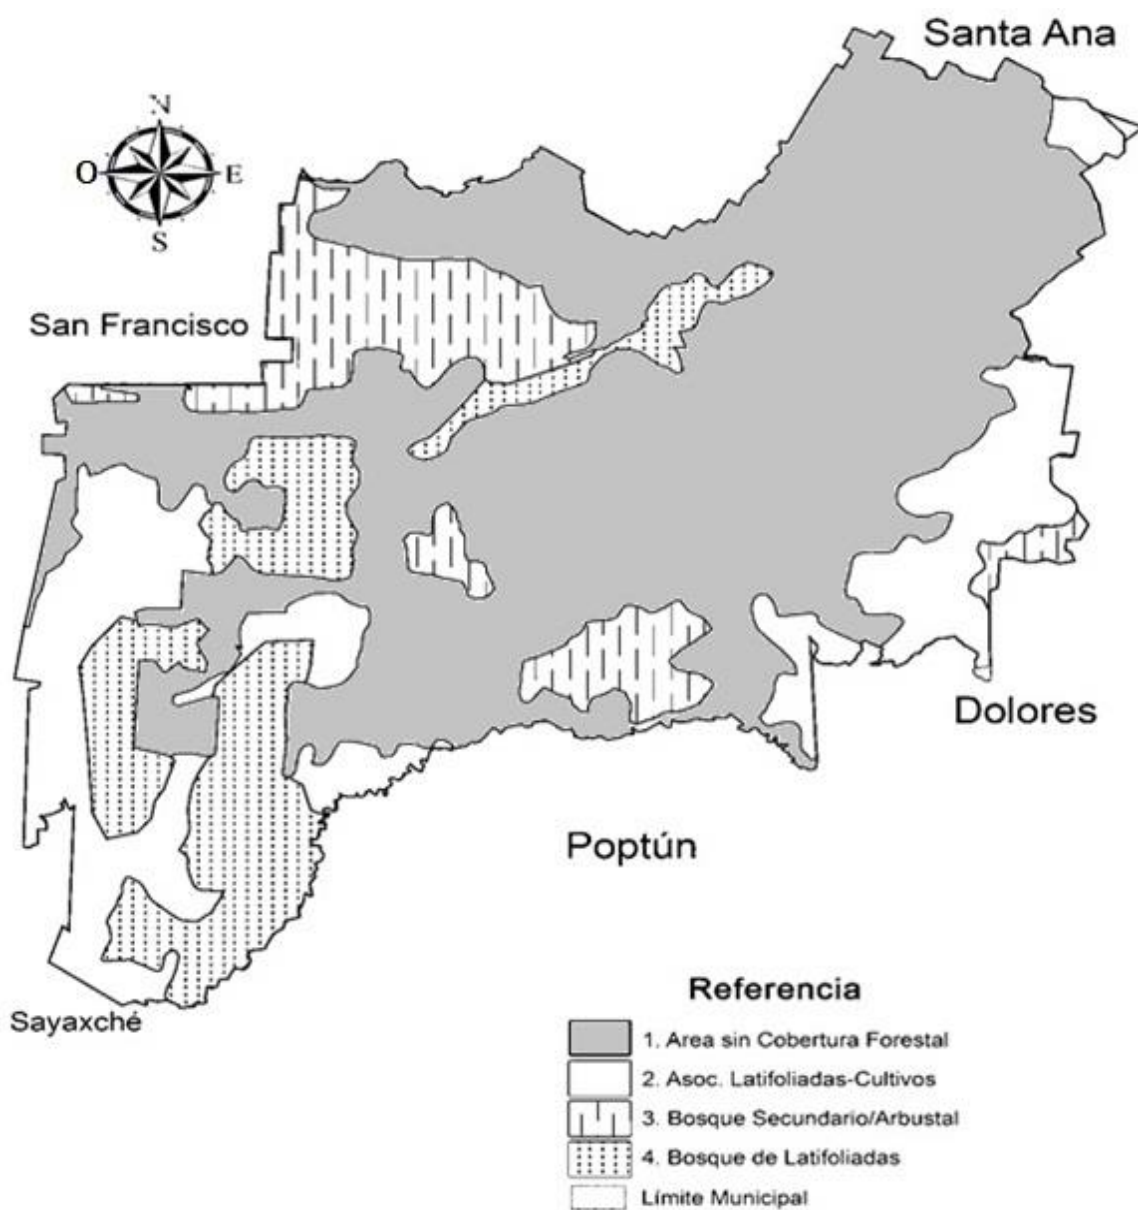 Santa Ana
N
O
E
S
San Francisco
Dolores
Poptún
Sayaxché
Referencia
1. Area sin Cobertura Forestal
2. Asoc. Latifoliadas-Cultivos
3. Bosque Secundario/Arbustal
4. Bosque de Latifoliadas
Límite Municipal